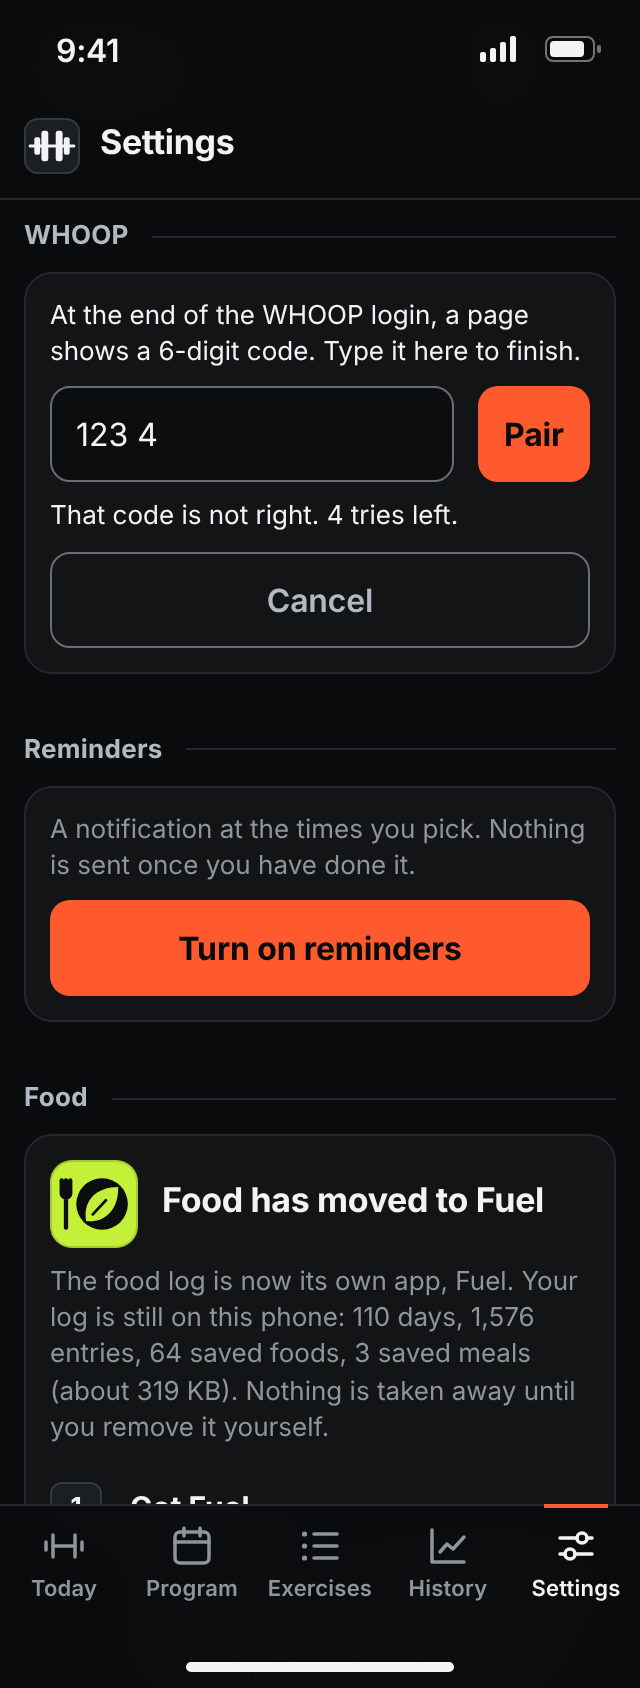 9:41
Settings
WHOOP
At the end of the WHOOP login, a page
shows a 6-digit code. Type it here to finish.
123 4
Pair
That code is not right. 4 tries left.
Cancel
Reminders
A notification at the times you pick. Nothing
is sent once you have done it.
Turn on reminders
Food
Food has moved to Fuel
The food log is now its own app, Fuel. Your
log is still on this phone: 110 days, 1,576
entries, 64 saved foods, 3 saved meals
(about 319 KB). Nothing is taken away until
you remove it yourself.
1
Get Fuel
Today
Program
Exercises
History
Settings